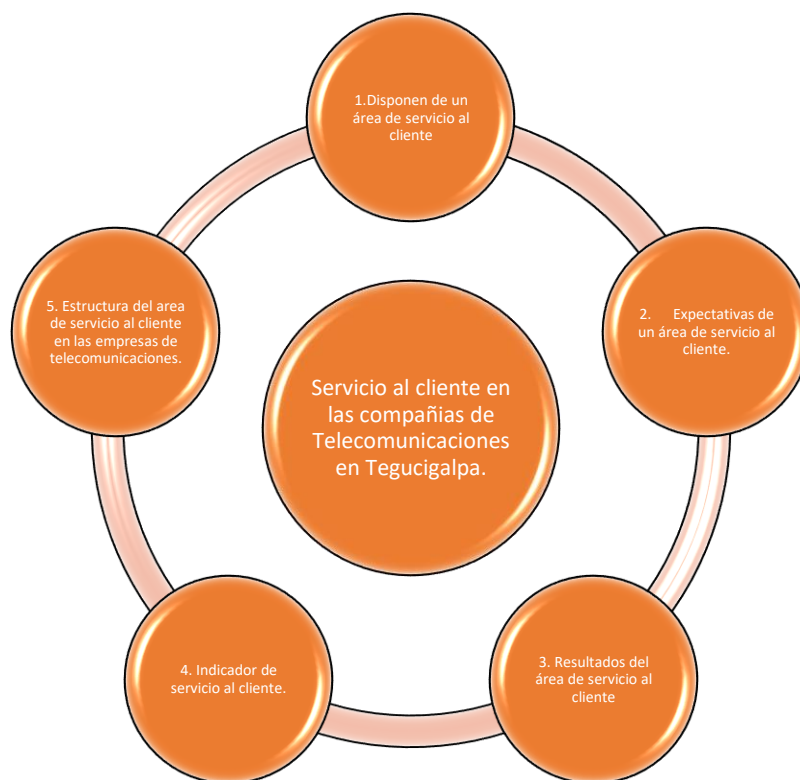 1.Disponen de un
área de servicio al
cliente
2. Expectativas de
un área de servicio al
cliente.
3. Resultados del
área de servicio al
cliente
4. Indicador de
servicio al cliente.
5. Estructura del area
de servicio al cliente
en las empresas de
telecomunicaciones.
Servicio al cliente en
las compañias de
Telecomunicaciones
en Tegucigalpa.